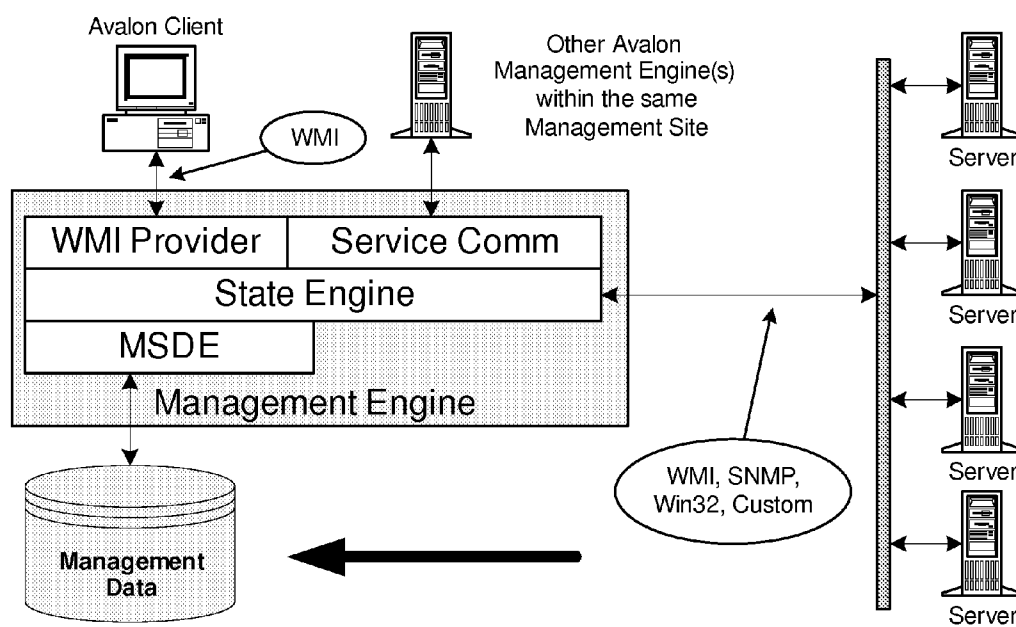 Avalon Client
Other Avalon
Management Engine(s)
within the same
Management Site
WMI
Server
WMI Provider
Service Comm
State Engine
Server
MSDE
Management Engine
Server
WMI, SNMP,
Win32, Custom
Management
Data
Server